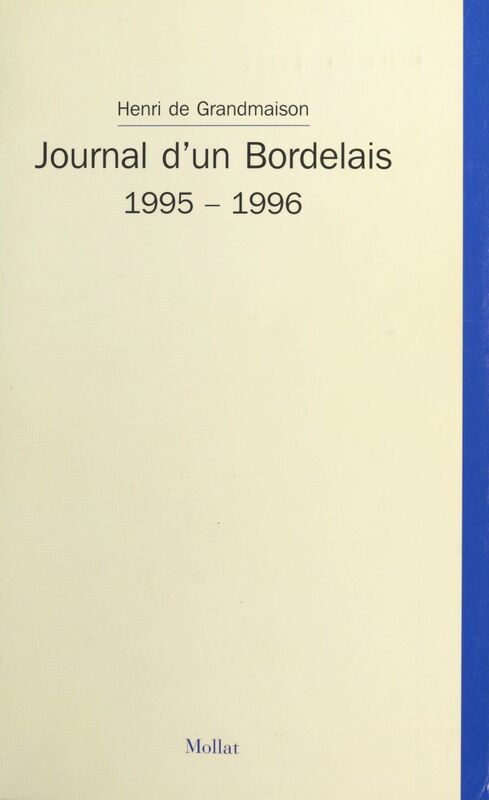 Henri de Grandmaison
Journal d'un Bordelais
1995 – 1996
Mollat